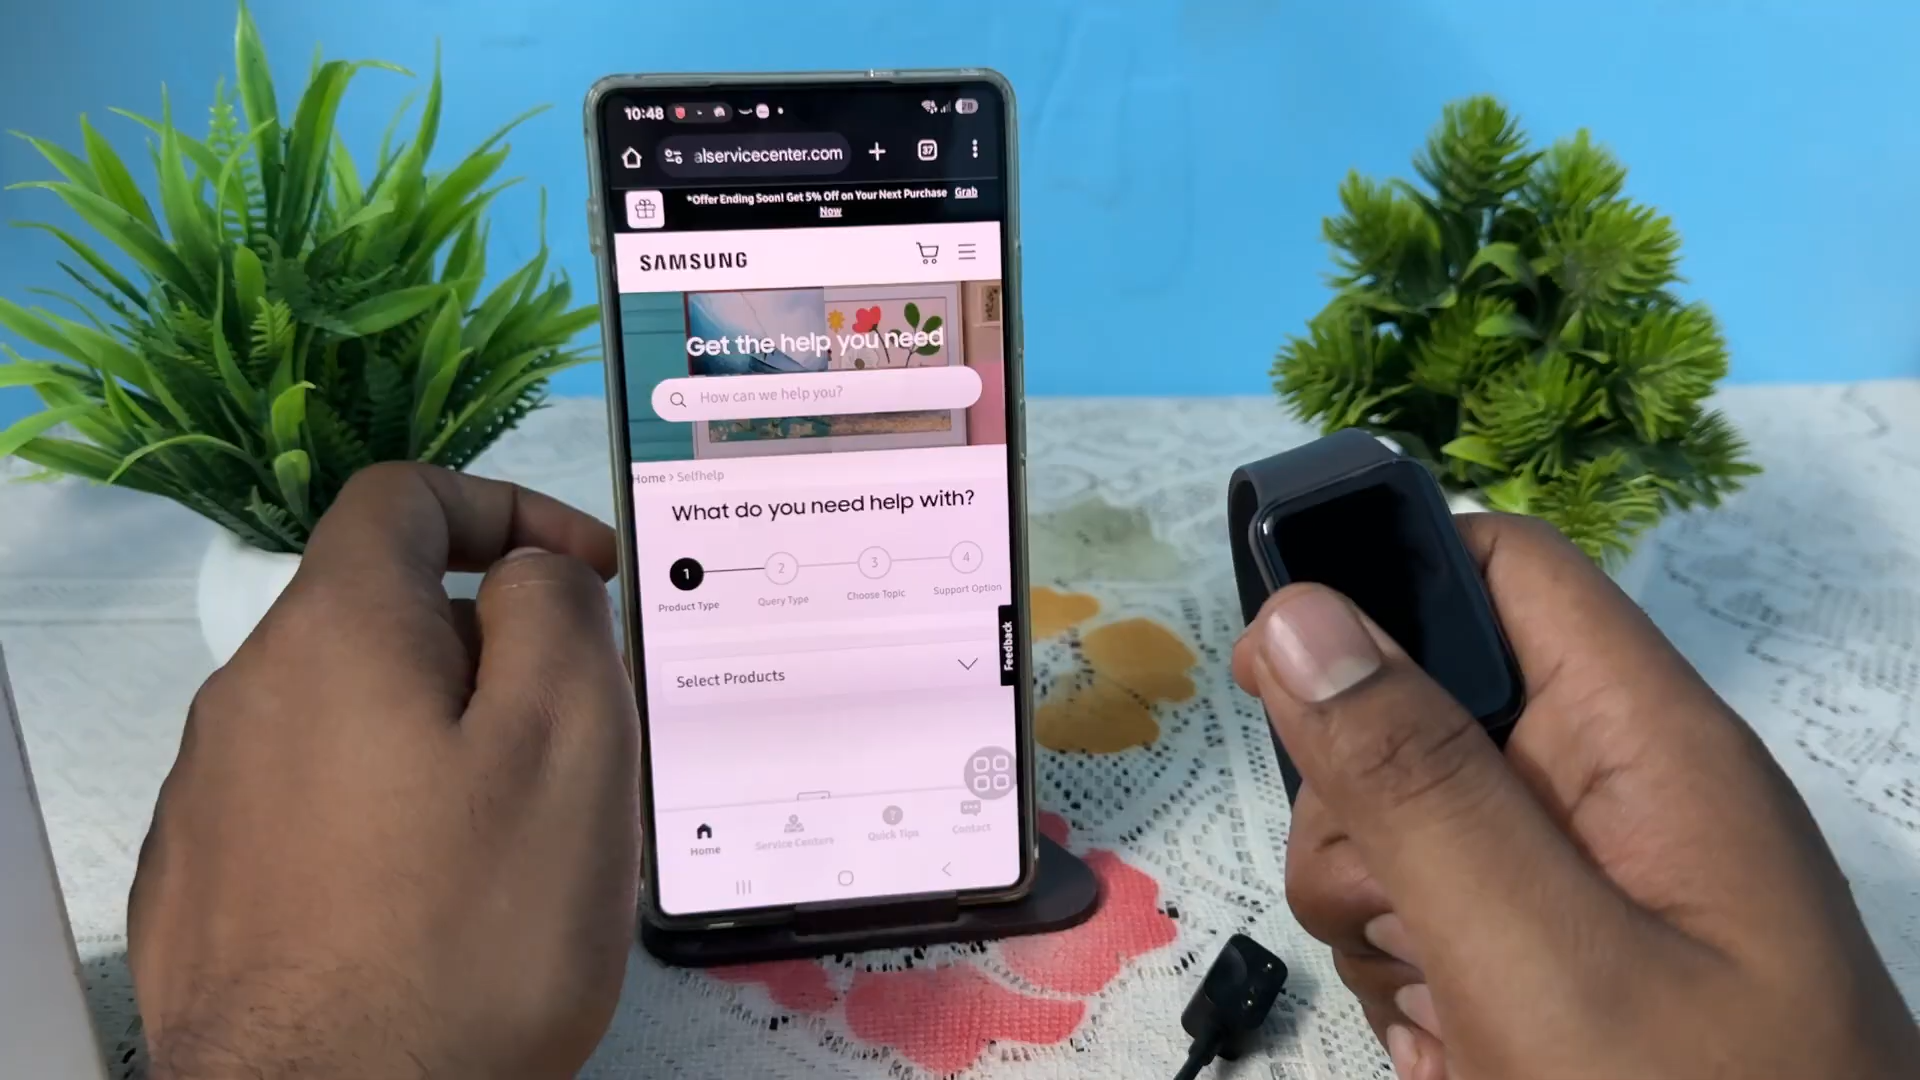 10:48
28
alservicecenter.com
37
*Offer Ending Soon! Get 5% Off on Your Next Purchase Grab
Now
SAMSUNG
Get the help you need
How can we help you?
Home > Selfhelp
What do you need help with?
1
2
3
4
Product Type
Query Type
Choose Topic
Support Option
Feedback
Select Products
Home
Service Centers
Quick Tips
Contact